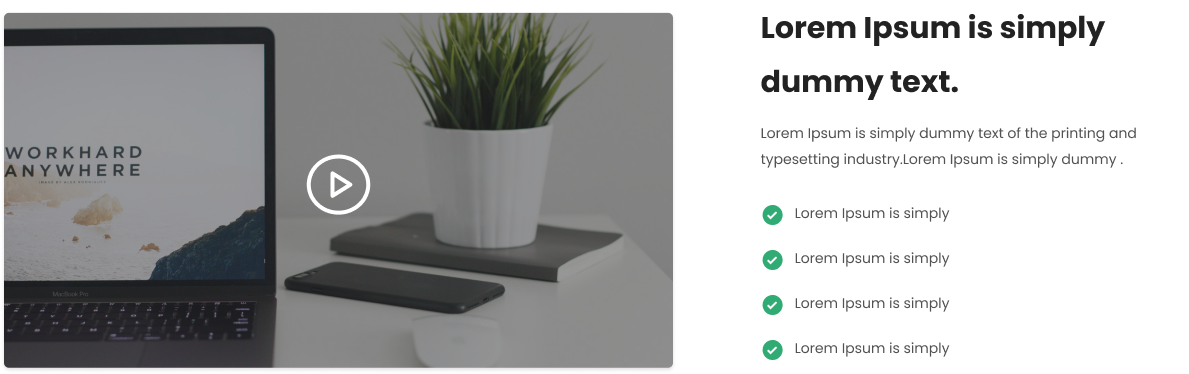 WORKHARD
ANYWHERE
MacBook Pro
Lorem Ipsum is simply
dummy text.
Lorem Ipsum is simply dummy text of the printing and
typesetting industry.Lorem Ipsum is simply dummy .
Lorem Ipsum is simply
Lorem Ipsum is simply
Lorem Ipsum is simply
Lorem Ipsum is simply